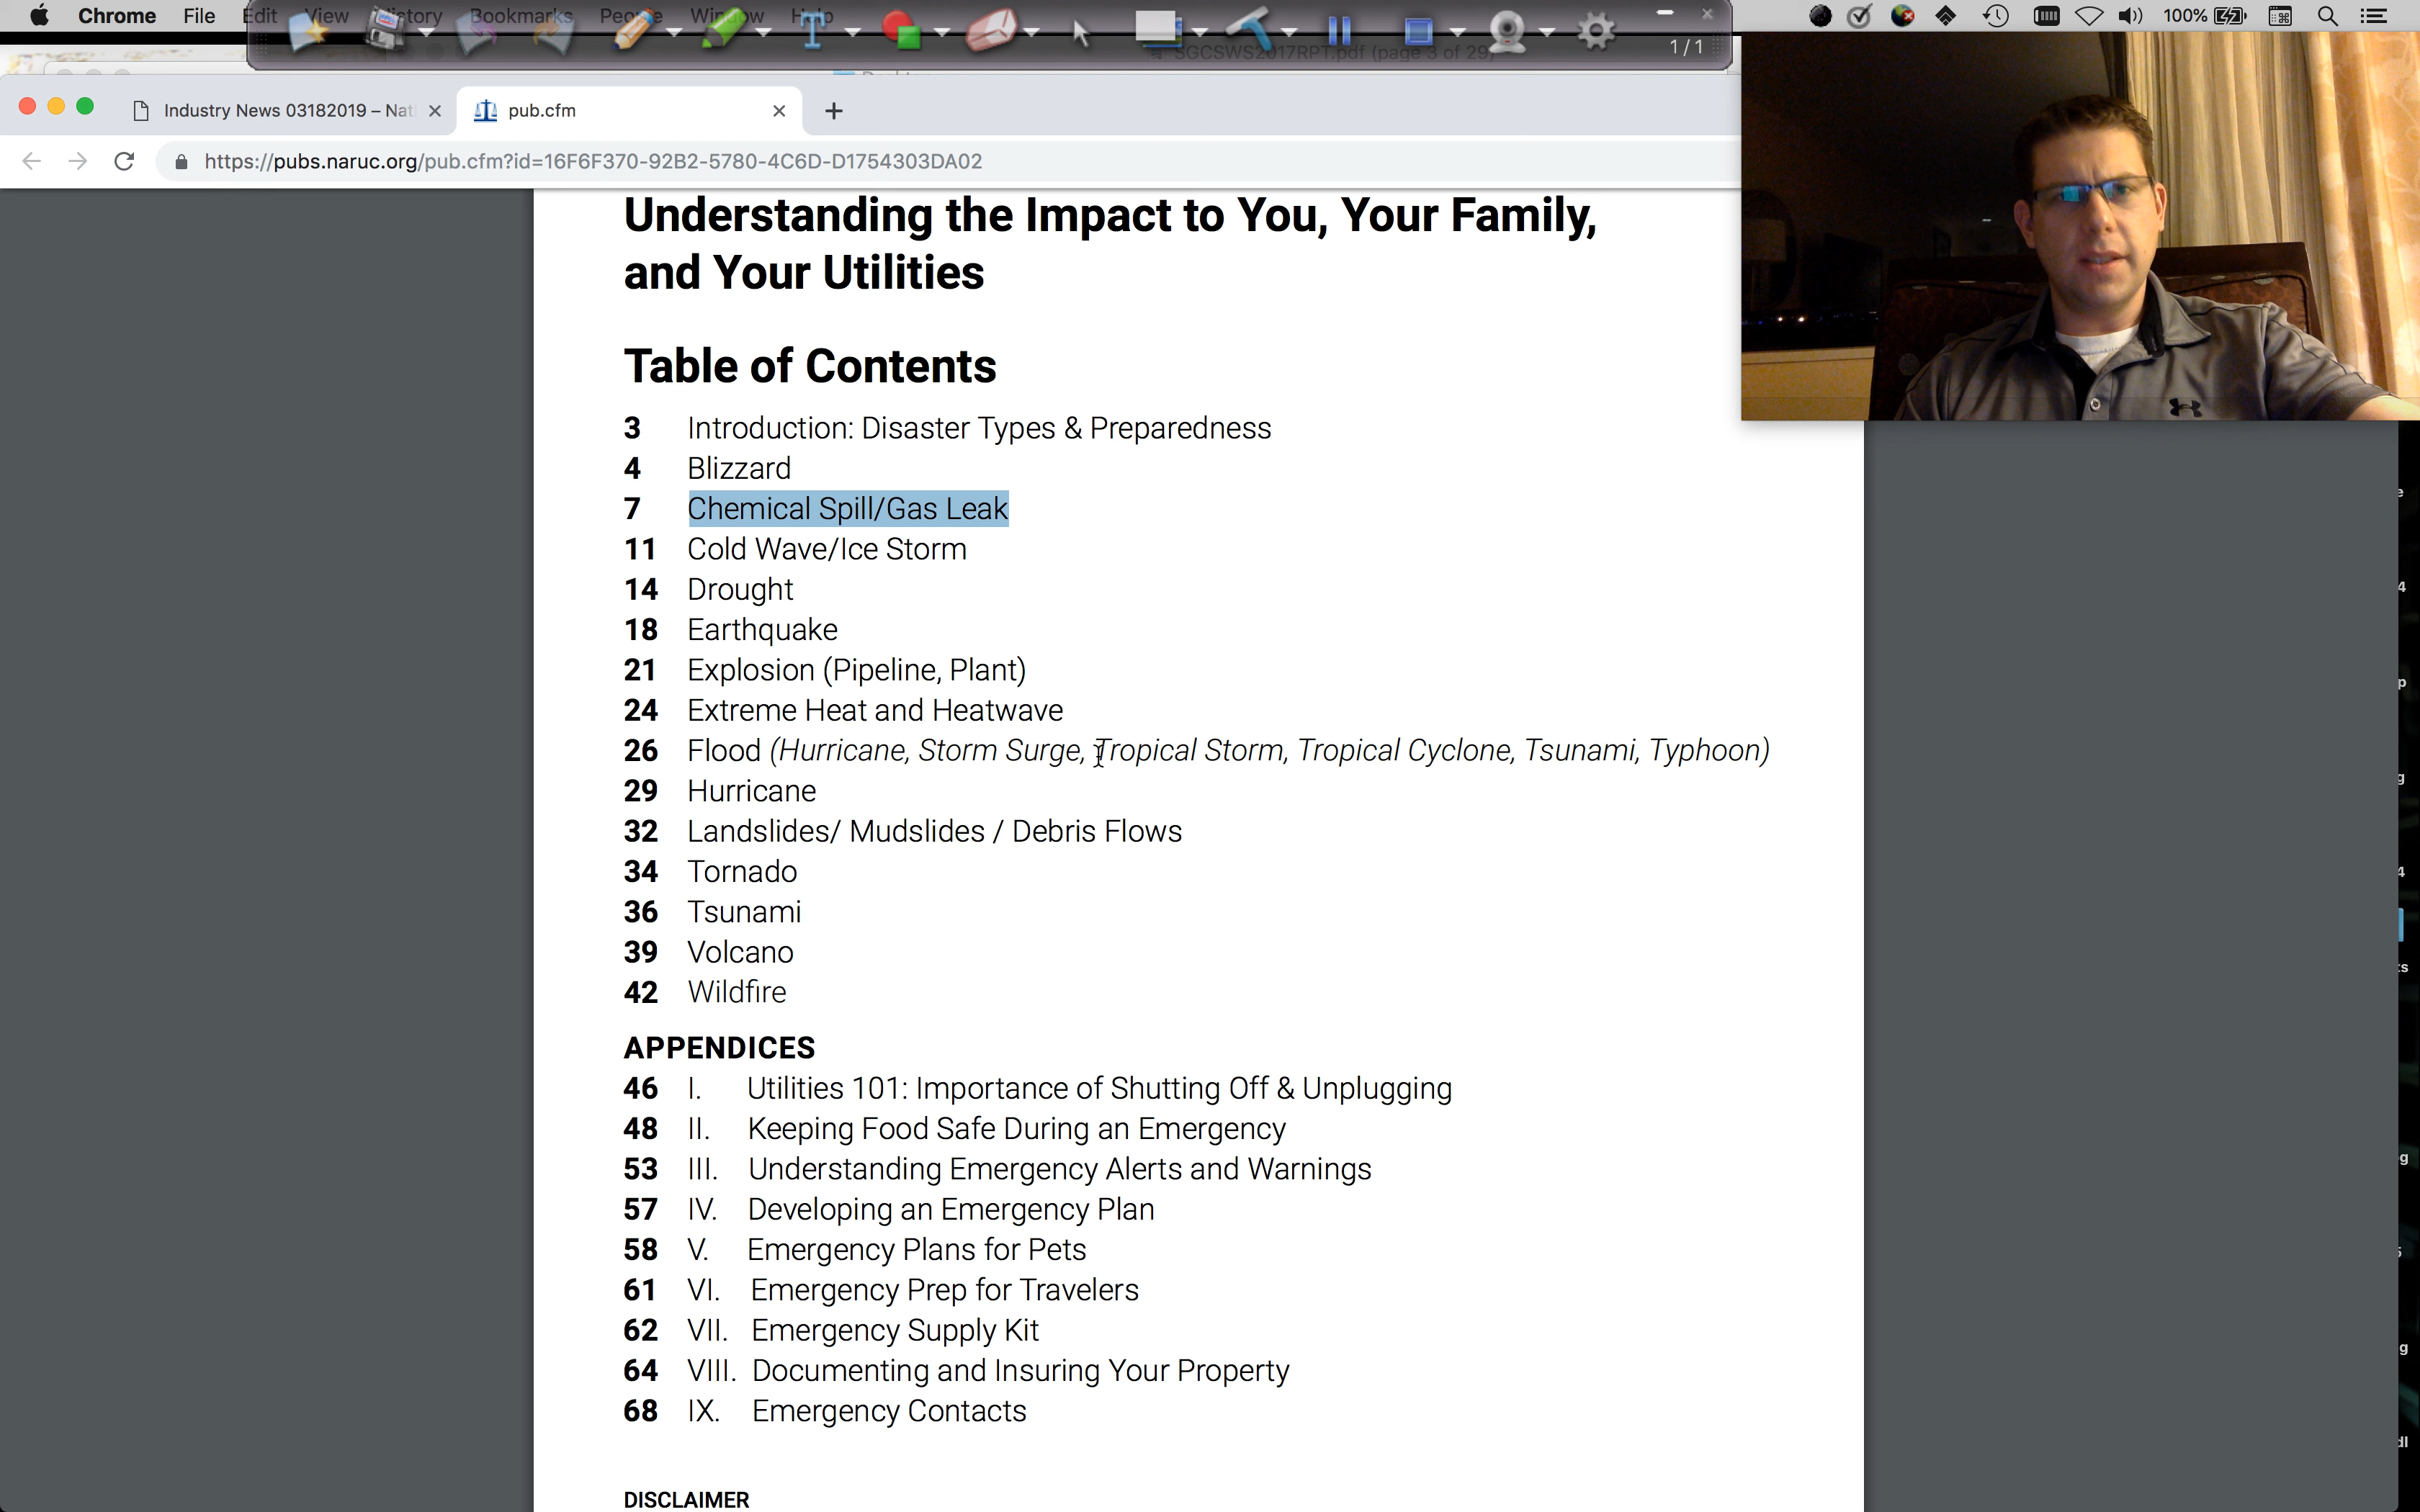 Chrome File Edit View History Bookmarks People Window Help
100%
1/1
SGCSWS2017RPT.pdf (page 3 of 29)
Industry News 03182019 – Nat
pub.cfm
https://pubs.naruc.org/pub.cfm?id=16F6F370-92B2-5780-4C6D-D1754303DA02
Understanding the Impact to You, Your Family,
and Your Utilities
Table of Contents
3 Introduction: Disaster Types & Preparedness
4 Blizzard
7 Chemical Spill/Gas Leak
11 Cold Wave/Ice Storm
14 Drought
18 Earthquake
21 Explosion (Pipeline, Plant)
24 Extreme Heat and Heatwave
26 Flood (Hurricane, Storm Surge, Tropical Storm, Tropical Cyclone, Tsunami, Typhoon)
29 Hurricane
32 Landslides/ Mudslides / Debris Flows
34 Tornado
36 Tsunami
39 Volcano
42 Wildfire
APPENDICES
46 I. Utilities 101: Importance of Shutting Off & Unplugging
48 II. Keeping Food Safe During an Emergency
53 III. Understanding Emergency Alerts and Warnings
57 IV. Developing an Emergency Plan
58 V. Emergency Plans for Pets
61 VI. Emergency Prep for Travelers
62 VII. Emergency Supply Kit
64 VIII. Documenting and Insuring Your Property
68 IX. Emergency Contacts
DISCLAIMER